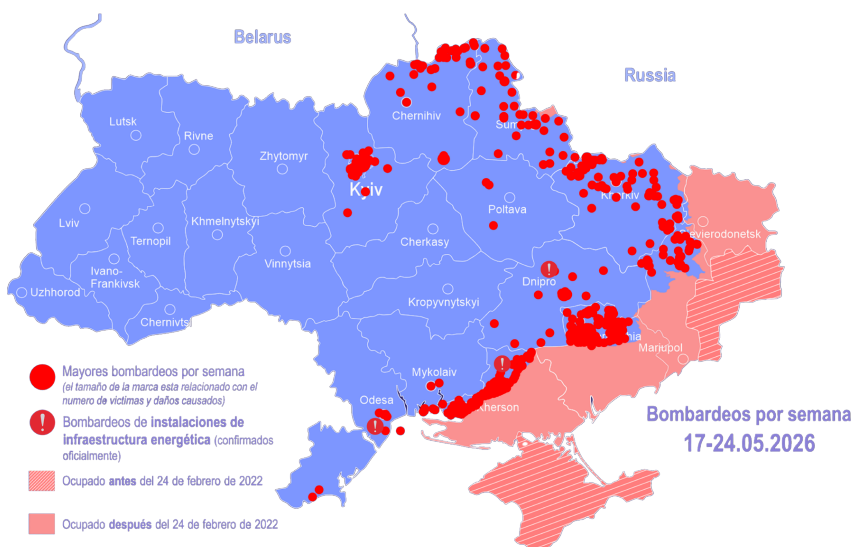 Belarus
Russia
Lutsk
Rivne
Zhytomyr
Chernihiv
Kyiv
Lviv
Ternopil
Khmelnytskyi
Ivano-
Frankivsk
Uzhhorod
Chernivtsi
Vinnytsia
Cherkasy
Poltava
Kropyvnytskyi
Dnipro
Mariupol
Mykolaiv
Odesa
Kherson
Mayores bombardeos por semana
(el tamaño de la marca esta relacionado con el
numero de victimas y daños causados)
Bombardeos de instalaciones de
infraestructura energética (confirmados
oficialmente)
Ocupado antes del 24 de febrero de 2022
Ocupado después del 24 de febrero de 2022
Bombardeos por semana
17-24.05.2026